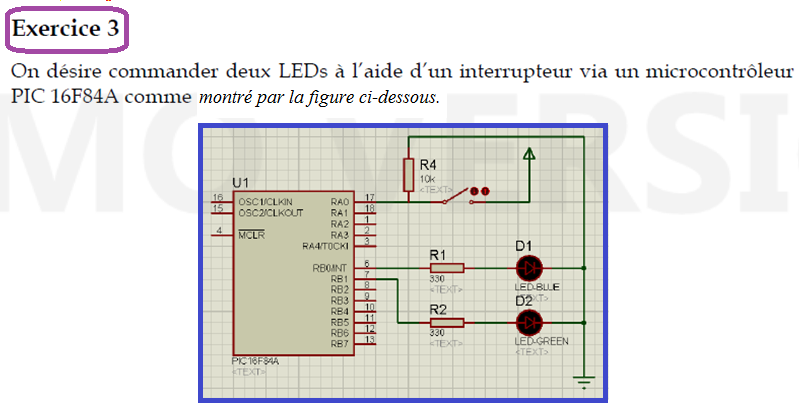 Exercice 3
On désire commander deux LEDs à l'aide d'un interrupteur via un microcontrôleur
PIC 16F84A comme montré par la figure ci-dessous.
U1
16 OSC1/CLKIN
15 OSC2/CLKOUT
4 MCLR
RA0 17
RA1 18
RA2 1
RA3 2
RA4/T0CKI 3
RB0/INT 6
RB1 7
RB2 8
RB3 9
RB4 10
RB5 11
RB6 12
RB7 13
PIC16F84A
<TEXT>
R4
10k
<TEXT>
R1
330
<TEXT>
D1
LED-BLUE
<TEXT>
R2
330
<TEXT>
D2
LED-GREEN
<TEXT>